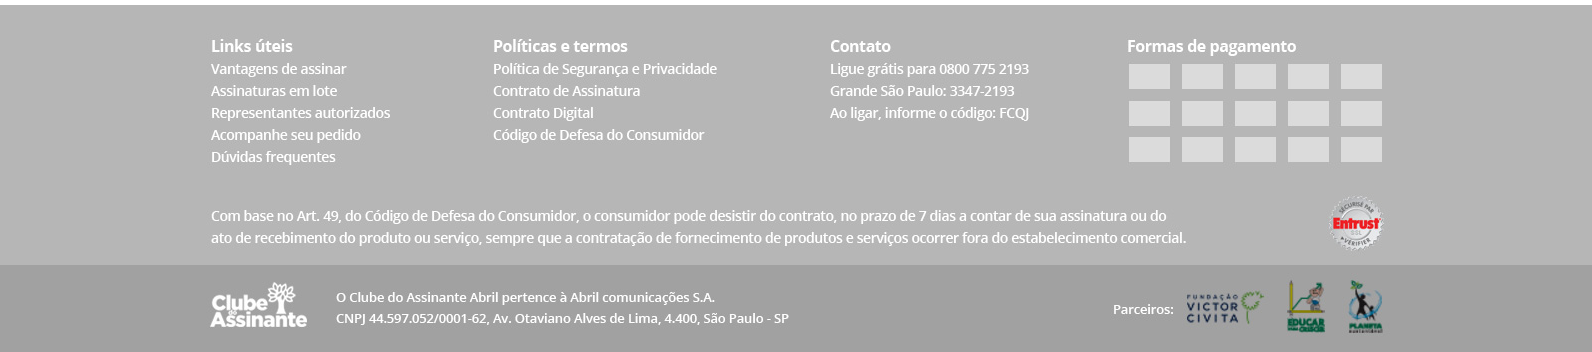 Links úteis
Vantagens de assinar
Assinaturas em lote
Representantes autorizados
Acompanhe seu pedido
Dúvidas frequentes
Políticas e termos
Política de Segurança e Privacidade
Contrato de Assinatura
Contrato Digital
Código de Defesa do Consumidor
Contato
Ligue grátis para 0800 775 2193
Grande São Paulo: 3347-2193
Ao ligar, informe o código: FCQJ
Formas de pagamento
Com base no Art. 49, do Código de Defesa do Consumidor, o consumidor pode desistir do contrato, no prazo de 7 dias a contar de sua assinatura ou do
ato de recebimento do produto ou serviço, sempre que a contratação de fornecimento de produtos e serviços ocorrer fora do estabelecimento comercial.
SÉCURISÉ PAR
Entrust
VÉRIFIER
Clube
do
Assinante
O Clube do Assinante Abril pertence à Abril comunicações S.A.
CNPJ 44.597.052/0001-62, Av. Otaviano Alves de Lima, 4.400, São Paulo - SP
Parceiros:
FUNDAÇÃO
VICTOR
CIVITA
EDUCAR
PARA CRESCER
PLANETA
sustentável